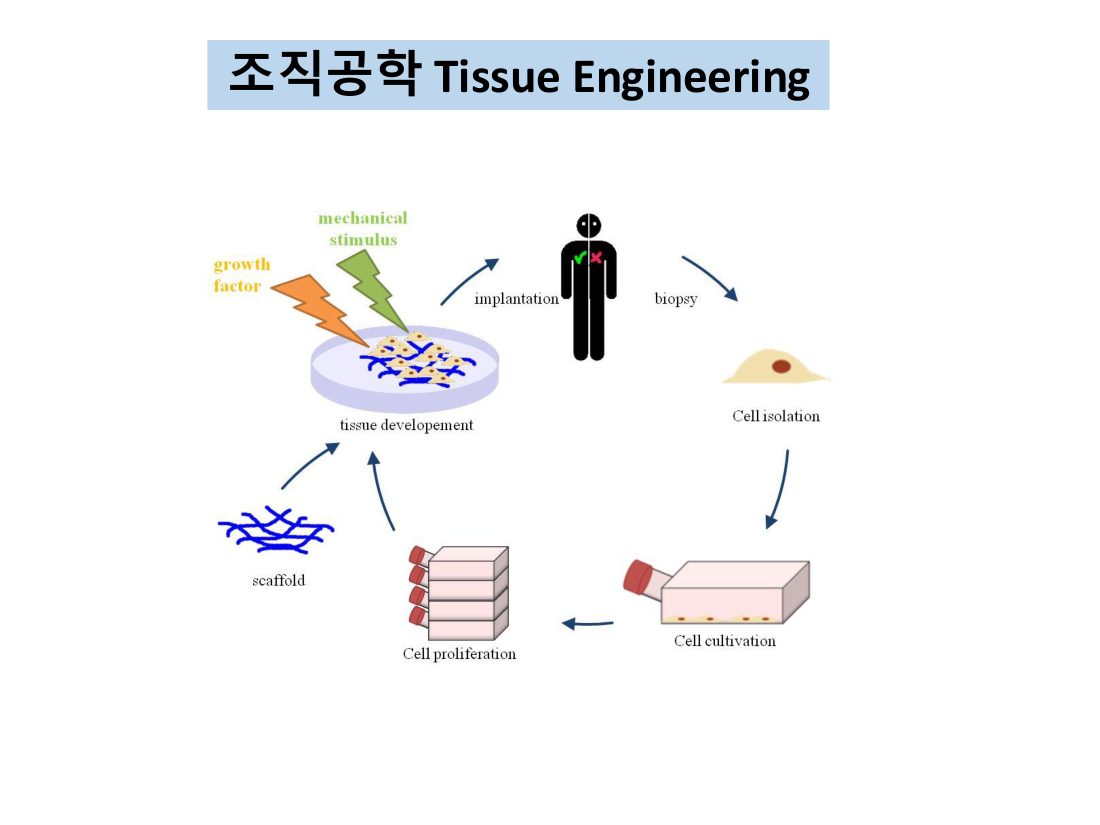 조직공학 Tissue Engineering
mechanical
stimulus
growth
factor
implantation
biopsy
Cell isolation
tissue developement
scaffold
Cell cultivation
Cell proliferation